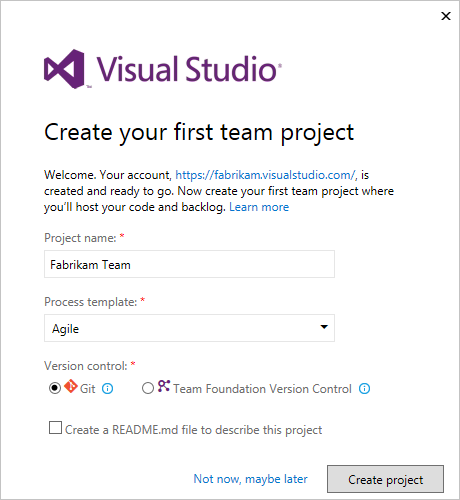 Visual Studio
Create your first team project
Welcome. Your account, https://fabrikam.visualstudio.com/, is
created and ready to go. Now create your first team project where
you'll host your code and backlog. Learn more
Project name: *
Fabrikam Team
Process template: *
Agile
Version control: *
Git Team Foundation Version Control
Create a README.md file to describe this project
Not now, maybe later Create project